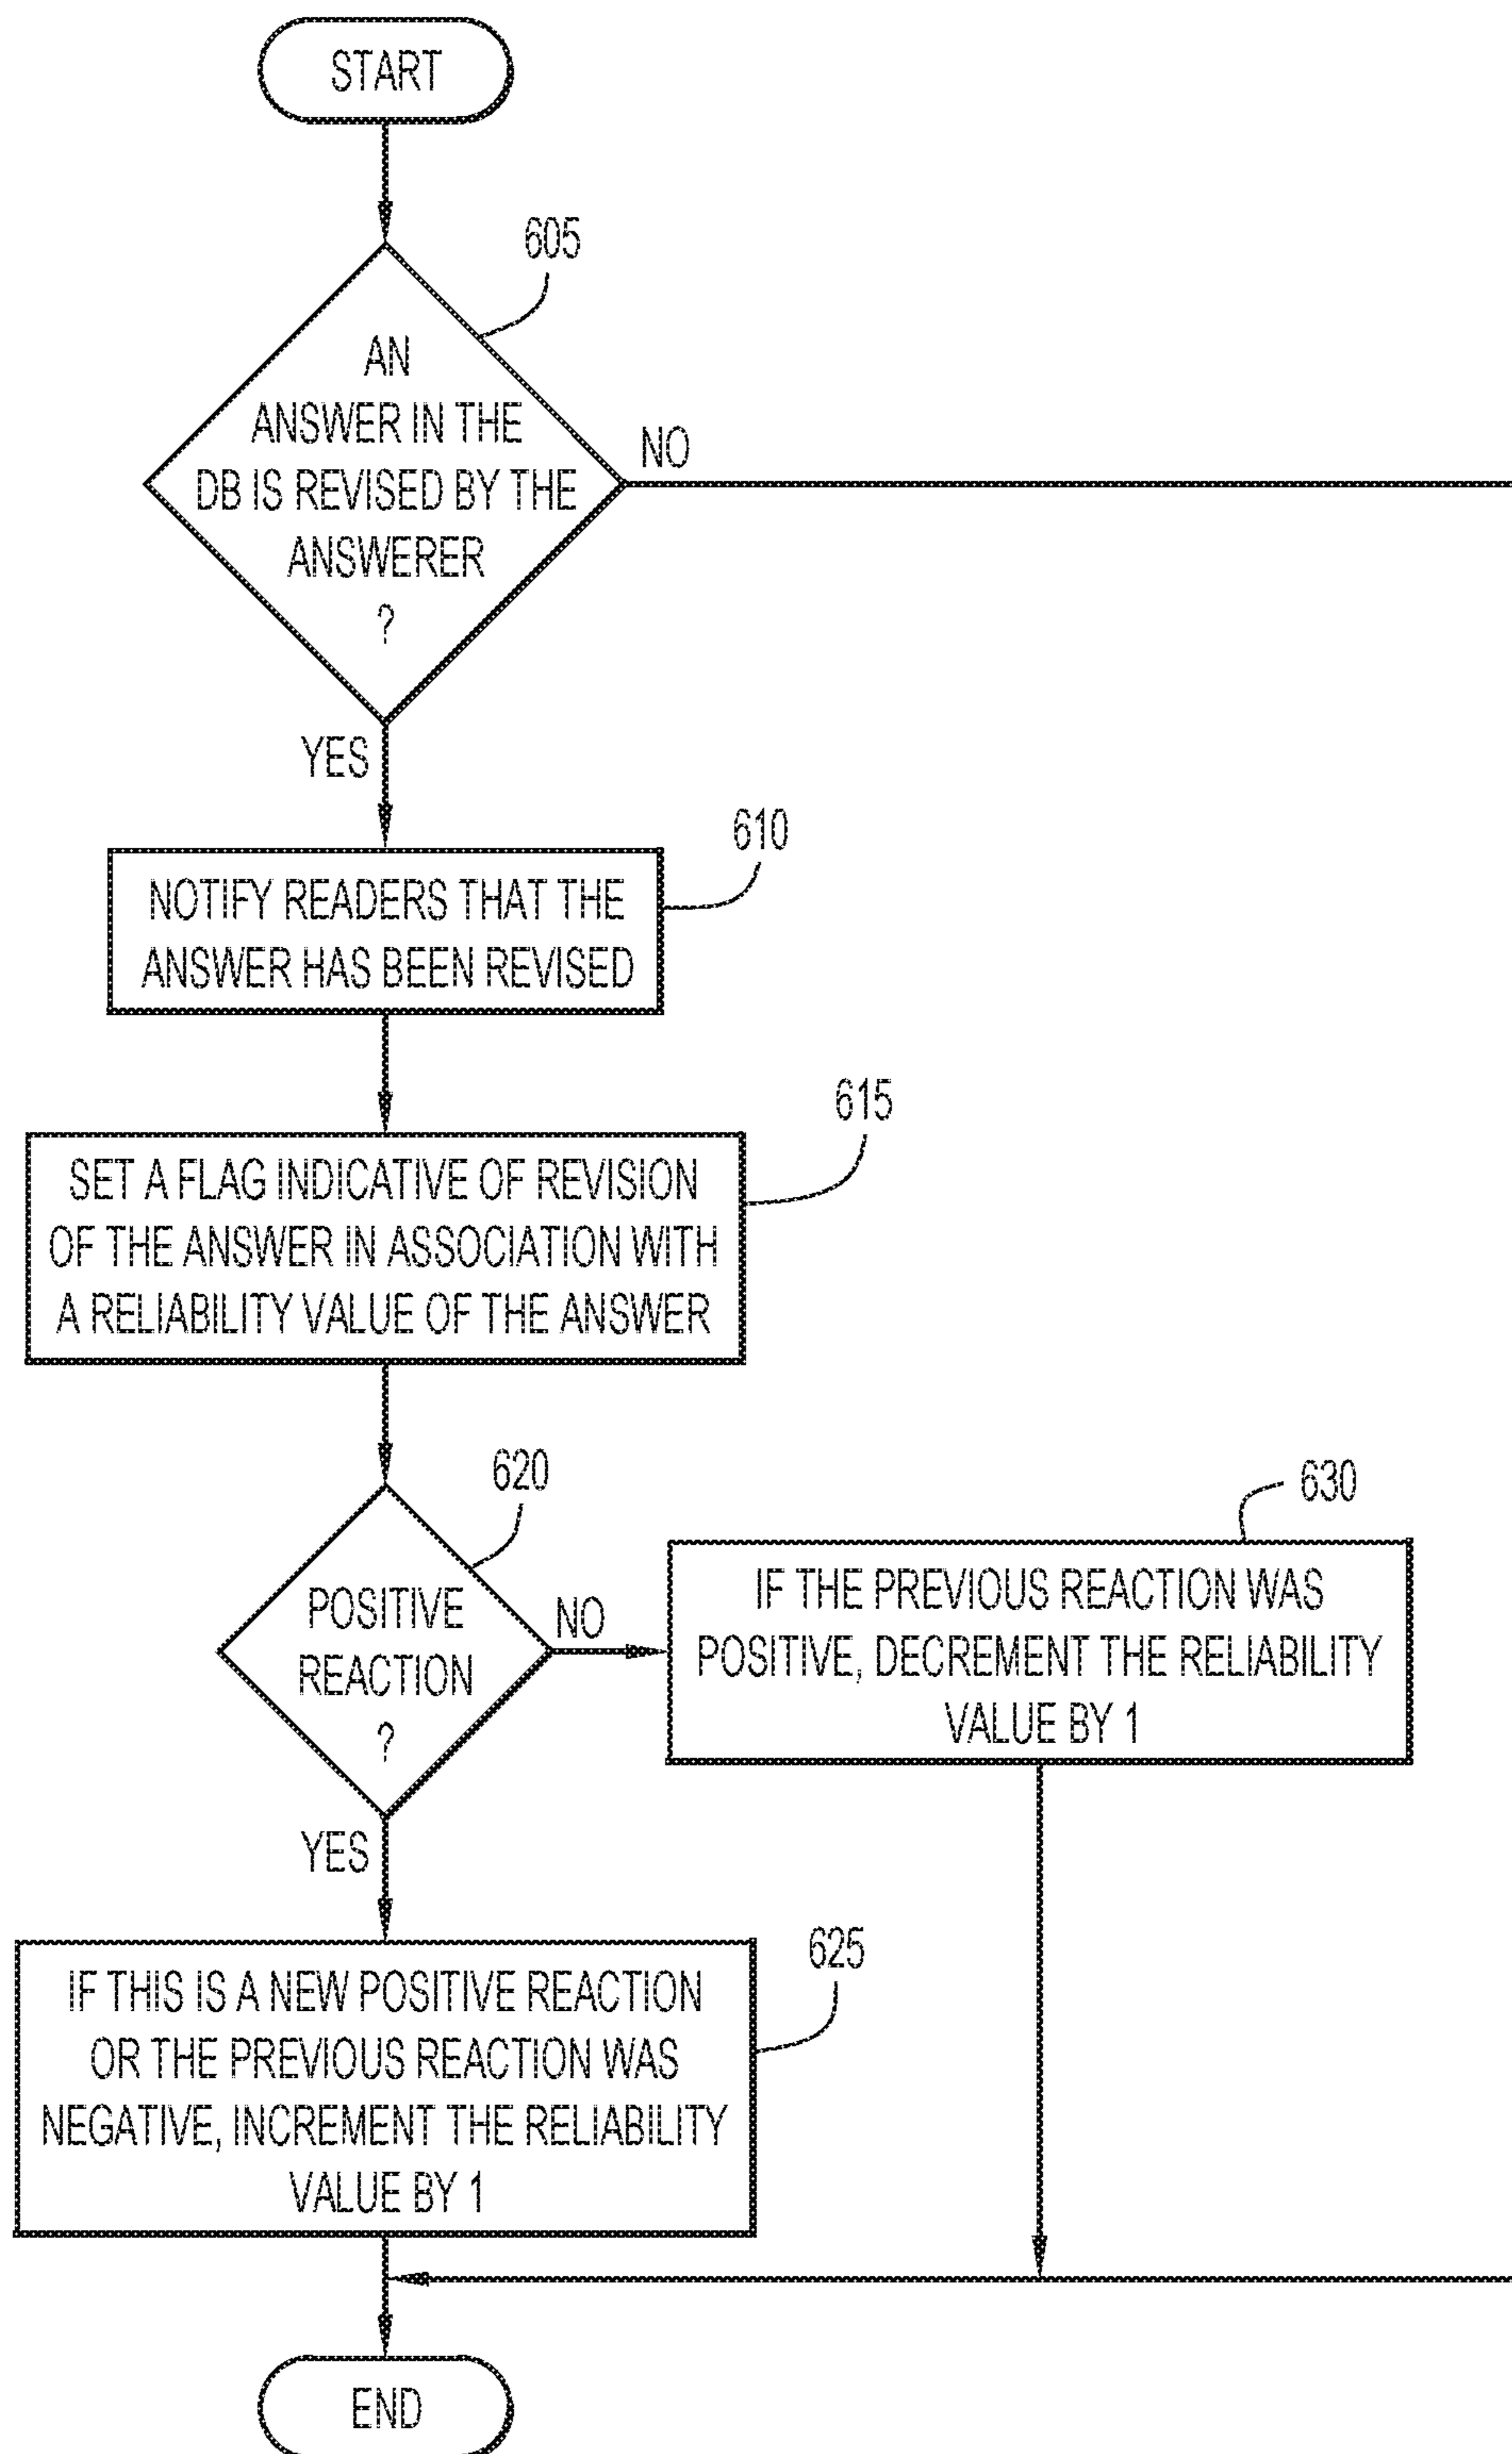 START
605
AN
ANSWER IN THE
DB IS REVISED BY THE
ANSWERER
?
NO
YES
610
NOTIFY READERS THAT THE
ANSWER HAS BEEN REVISED
615
SET A FLAG INDICATIVE OF REVISION
OF THE ANSWER IN ASSOCIATION WITH
A RELIABILITY VALUE OF THE ANSWER
620
POSITIVE
REACTION
?
NO
630
IF THE PREVIOUS REACTION WAS
POSITIVE, DECREMENT THE RELIABILITY
VALUE BY 1
YES
625
IF THIS IS A NEW POSITIVE REACTION
OR THE PREVIOUS REACTION WAS
NEGATIVE, INCREMENT THE RELIABILITY
VALUE BY 1
END